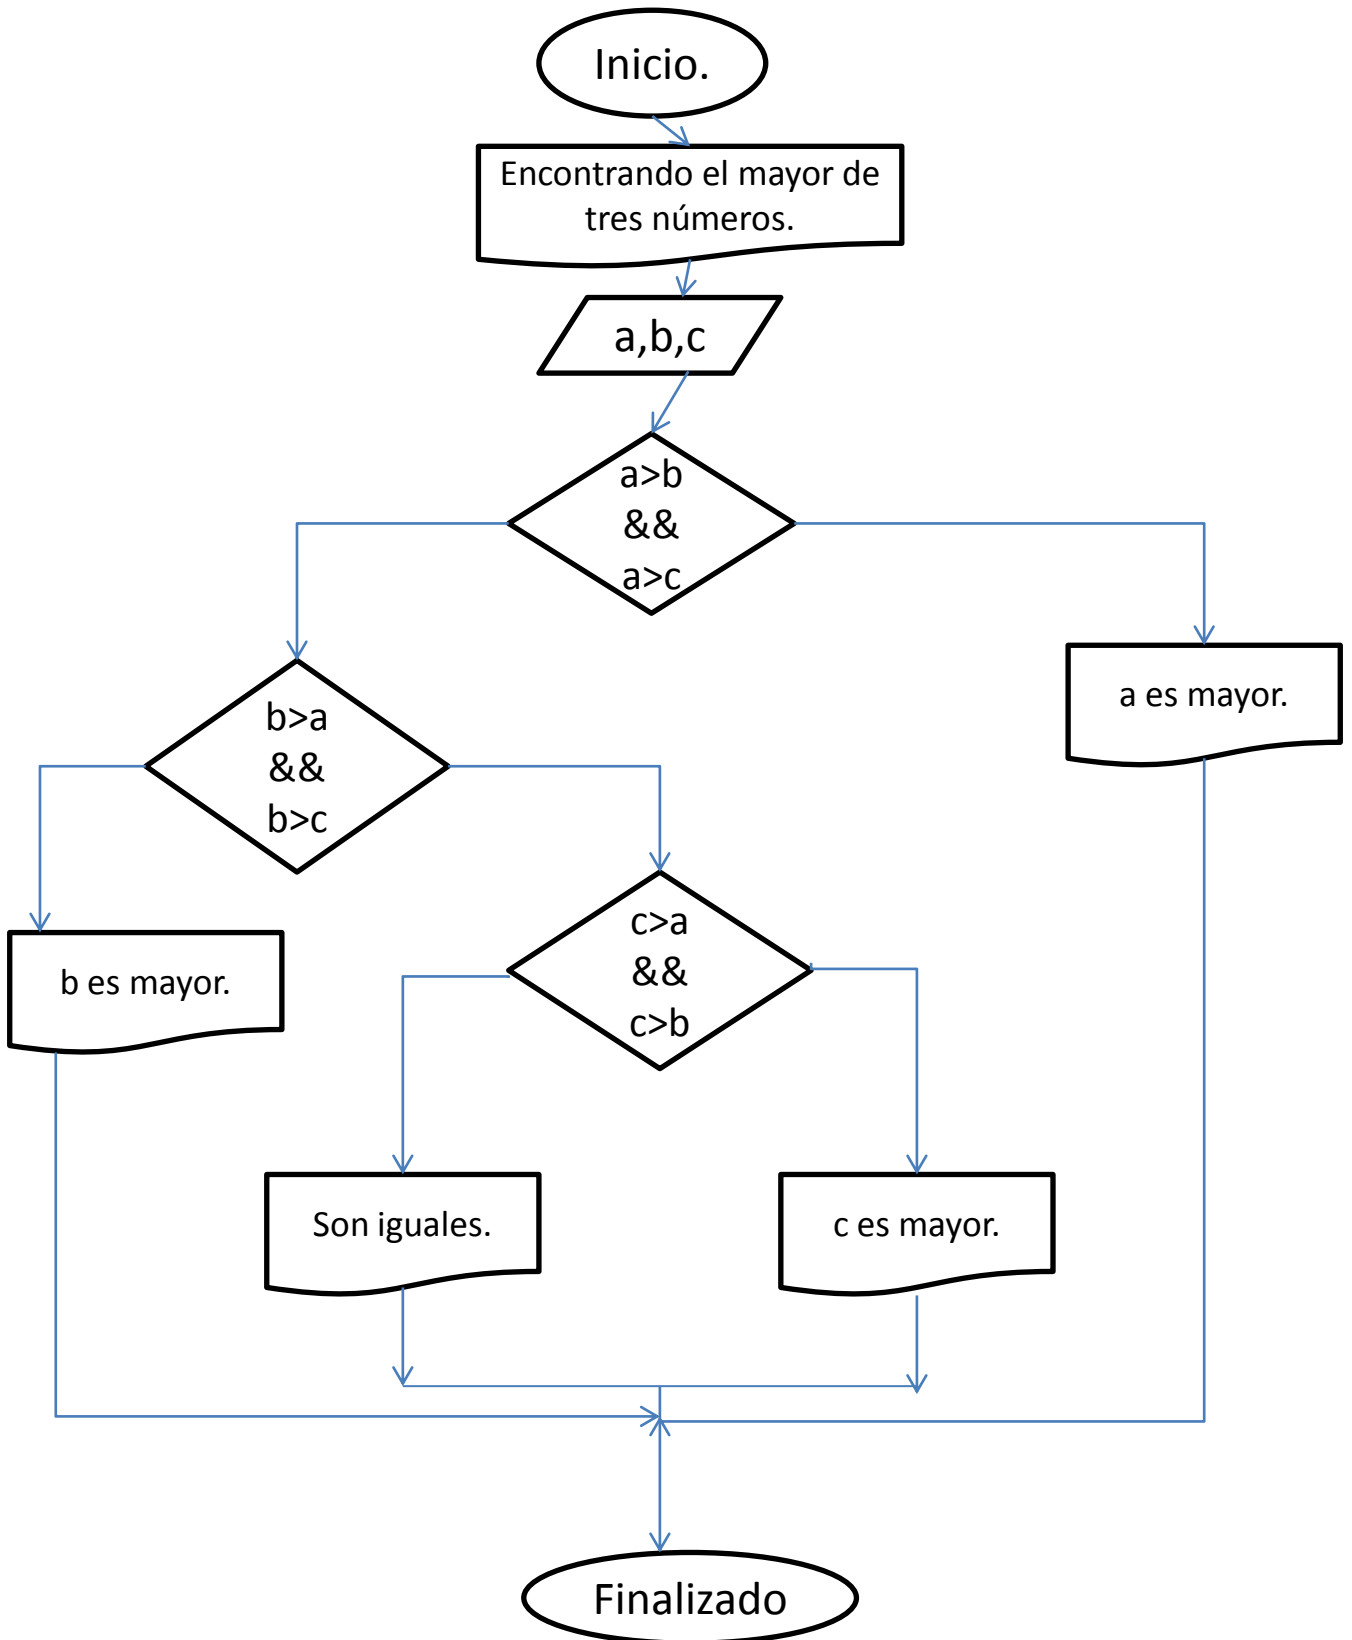 Inicio.
Encontrando el mayor de
tres números.
a,b,c
a>b
&&
a>c
a es mayor.
b>a
&&
b>c
b es mayor.
c>a
&&
c>b
Son iguales.
c es mayor.
Finalizado